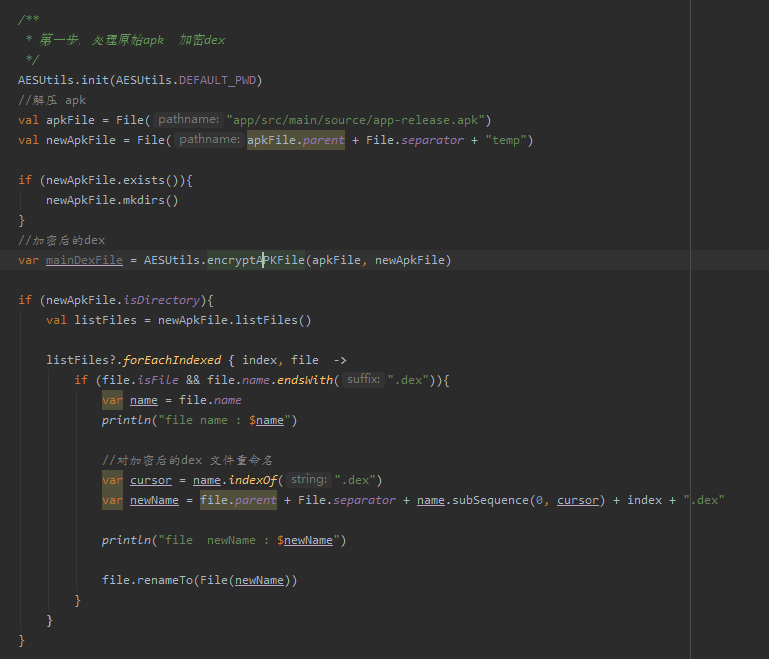 /**
 * 第一步、处理原始apk  加密dex
 */
AESUtils.init(AESUtils.DEFAULT_PWD)
//解压 apk
val apkFile = File( pathname: "app/src/main/source/app-release.apk")
val newApkFile = File( pathname: apkFile.parent + File.separator + "temp")
if (newApkFile.exists()){
    newApkFile.mkdirs()
}
//加密后的dex
var mainDexFile = AESUtils.encryptAPKFile(apkFile, newApkFile)
if (newApkFile.isDirectory){
    val listFiles = newApkFile.listFiles()
    listFiles?.forEachIndexed { index, file  ->
        if (file.isFile && file.name.endsWith( suffix: ".dex")){
            var name = file.name
            println("file name : $name")
            //对加密后的dex 文件重命名
            var cursor = name.indexOf( string: ".dex")
            var newName = file.parent + File.separator + name.subSequence(0, cursor) + index + ".dex"
            println("file  newName : $newName")
            file.renameTo(File(newName))
        }
    }
}